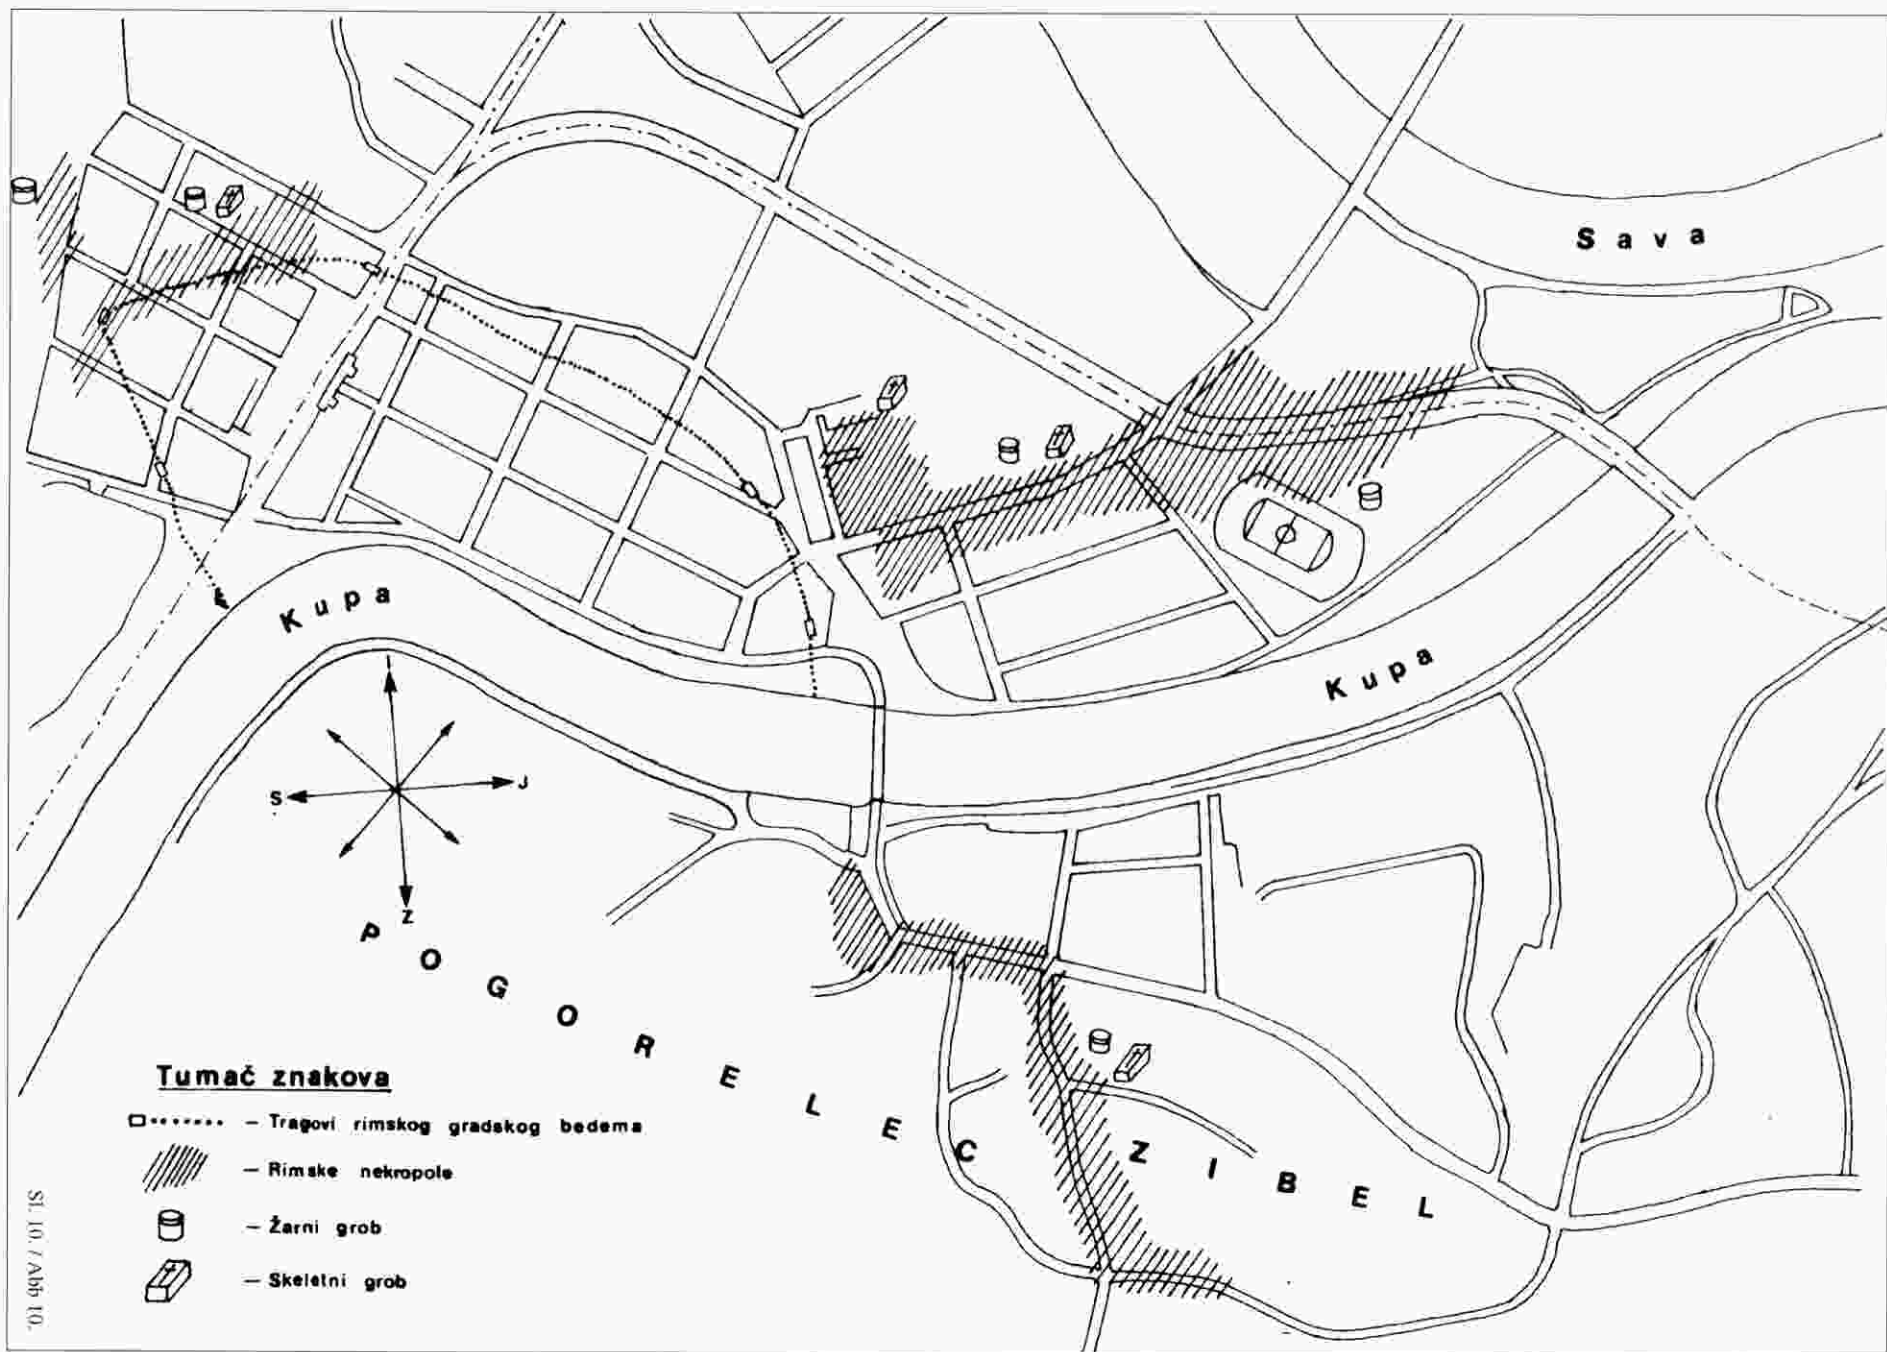 Sava
Kupa
Kupa
S
J
Z
POGORELEC
ZIBEL
Tumač znakova
– Tragovi rimskog gradskog bedema
– Rimske nekropole
– Žarni grob
– Skeletni grob
Sl. 10. / Abb 10.